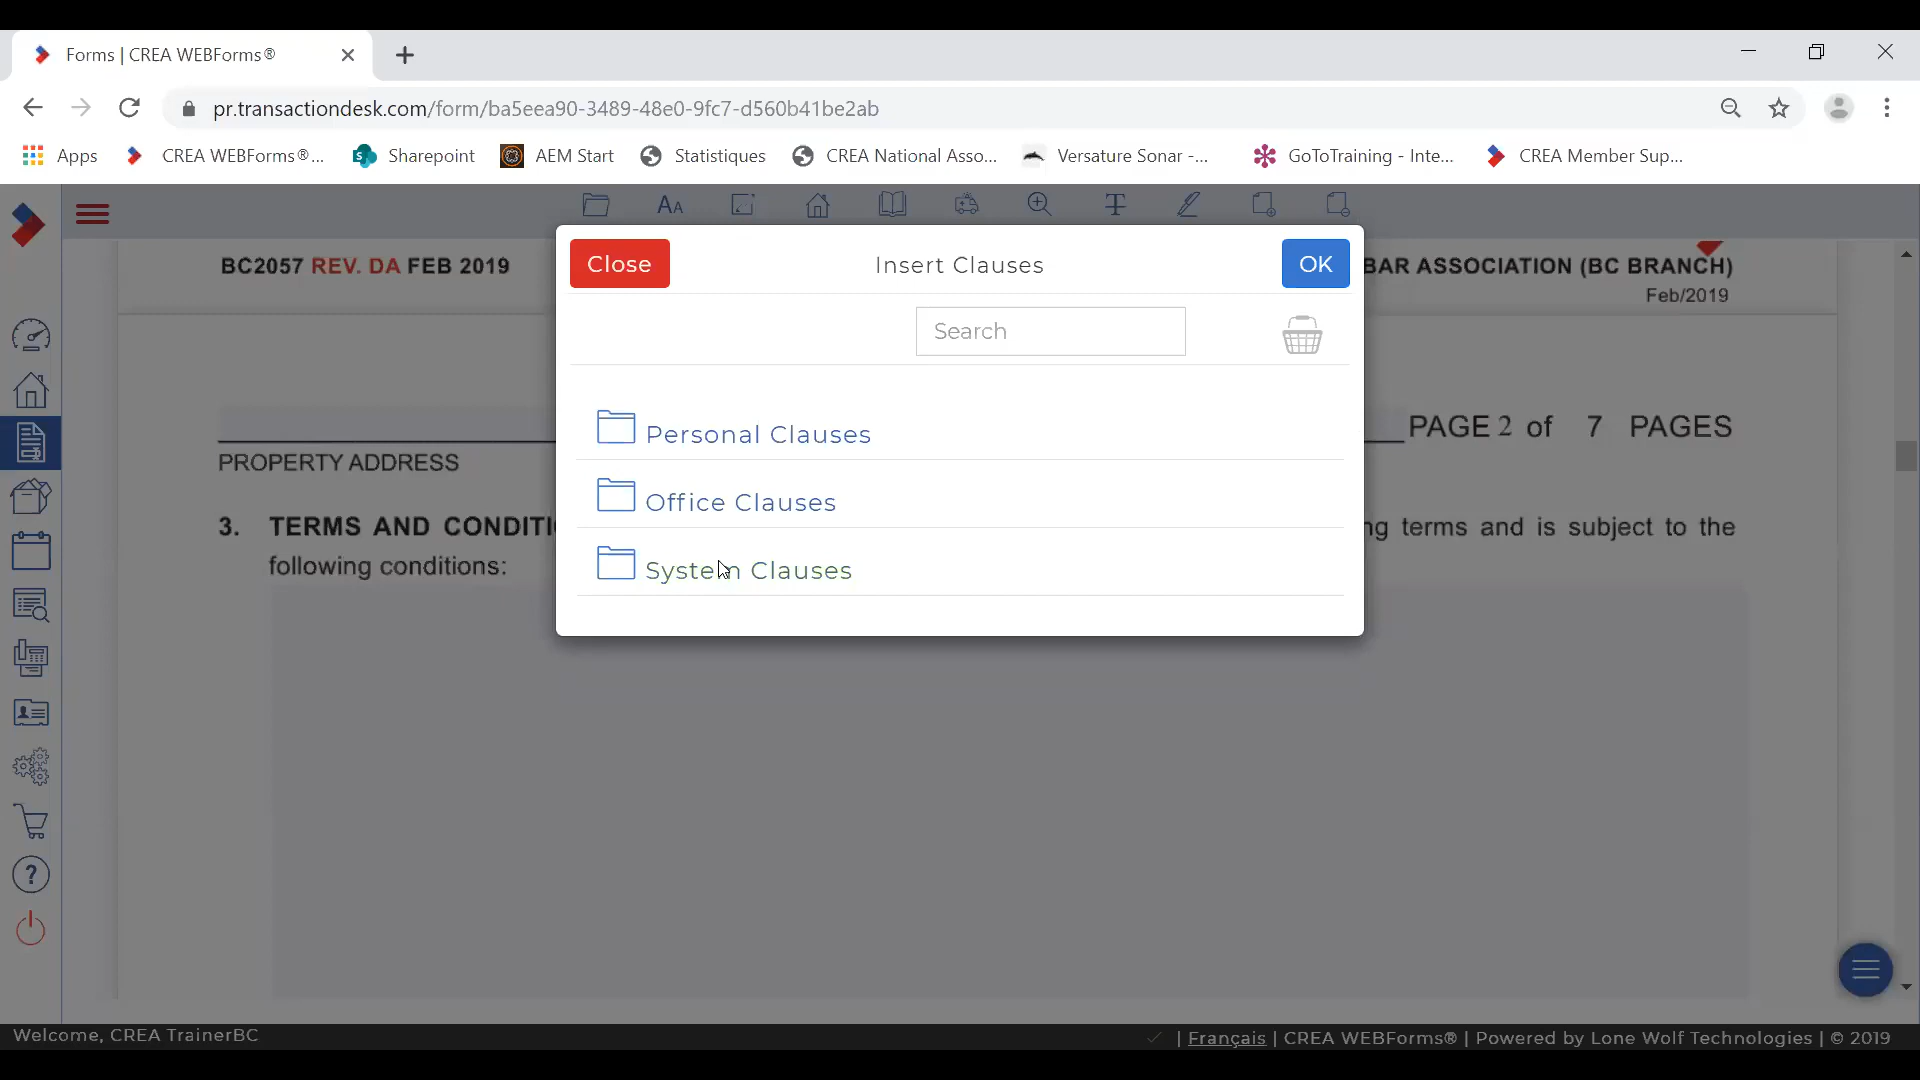 Forms | CREA WEBForms®
pr.transactiondesk.com/form/ba5eea90-3489-48e0-9fc7-d560b41be2ab
Apps CREA WEBForms®... Sharepoint AEM Start Statistiques CREA National Asso... Versature Sonar -... GoToTraining - Inte... CREA Member Sup...
AA T
BC2057 REV. DA FEB 2019 BAR ASSOCIATION (BC BRANCH)
Feb/2019
Close Insert Clauses OK
Search
Personal Clauses
Office Clauses
System Clauses
PAGE 2 of 7 PAGES
PROPERTY ADDRESS
3. TERMS AND CONDITI ng terms and is subject to the
following conditions:
?
Welcome, CREA TrainerBC
| Français | CREA WEBForms® | Powered by Lone Wolf Technologies | © 2019